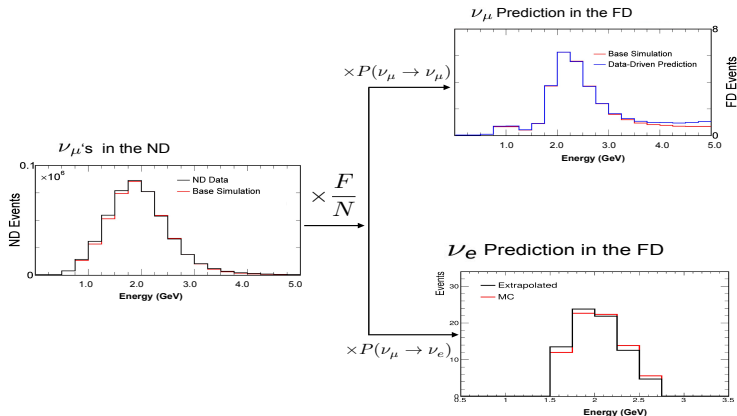 ν_μ Prediction in the FD
8
Base Simulation
Data-Driven Prediction
FD Events
0
1.0 2.0 3.0 4.0 5.0
Energy (GeV)
×P(ν_μ → ν_μ)
ν_μ's in the ND
0.1
×10⁶
ND Data
Base Simulation
ND Events
0
1.0 2.0 3.0 4.0 5.0
Energy (GeV)
× F/N
ν_e Prediction in the FD
Events
Extrapolated
MC
30
20
10
0
0.5 1 1.5 2 2.5 3 3.5
Energy (GeV)
×P(ν_μ → ν_e)